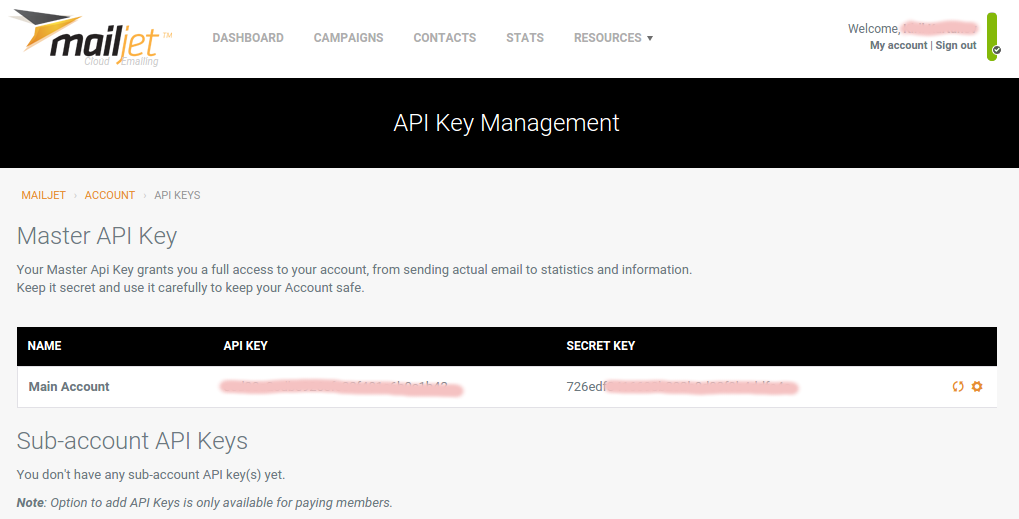 mailjet™
Cloud Emailing
DASHBOARD CAMPAIGNS CONTACTS STATS RESOURCES
Welcome,
My account | Sign out
API Key Management
MAILJET › ACCOUNT › API KEYS
Master API Key
Your Master Api Key grants you a full access to your account, from sending actual email to statistics and information.
Keep it secret and use it carefully to keep your Account safe.
NAME API KEY SECRET KEY
Main Account
Sub-account API Keys
You don't have any sub-account API key(s) yet.
Note: Option to add API Keys is only available for paying members.